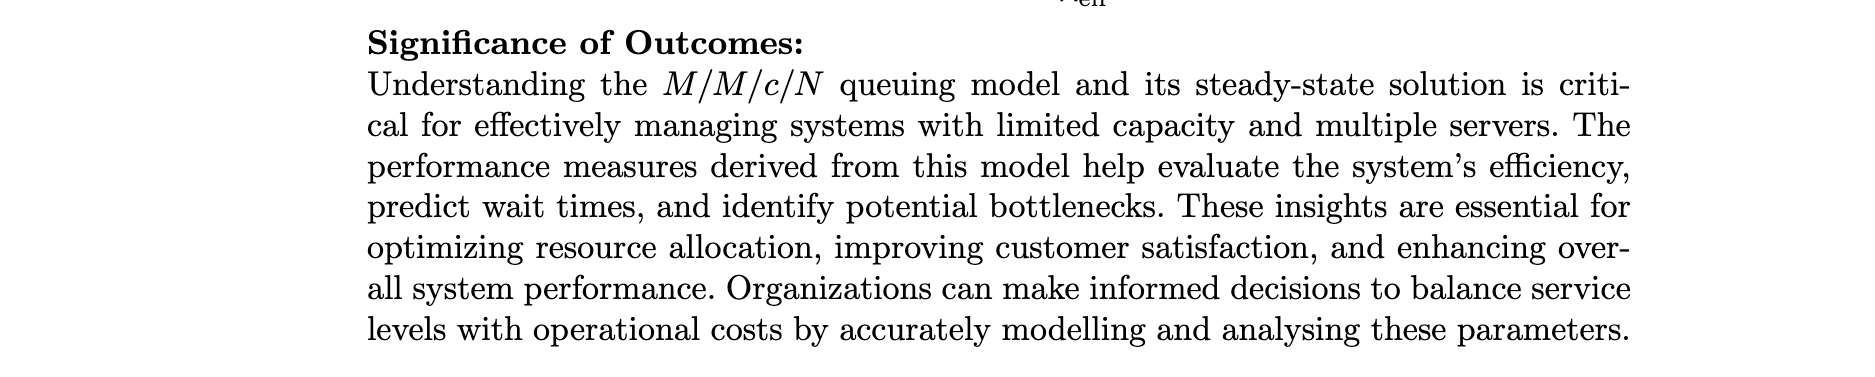 Significance of Outcomes:
Understanding the M/M/c/N queuing model and its steady-state solution is criti-
cal for effectively managing systems with limited capacity and multiple servers. The
performance measures derived from this model help evaluate the system's efficiency,
predict wait times, and identify potential bottlenecks. These insights are essential for
optimizing resource allocation, improving customer satisfaction, and enhancing over-
all system performance. Organizations can make informed decisions to balance service
levels with operational costs by accurately modelling and analysing these parameters.